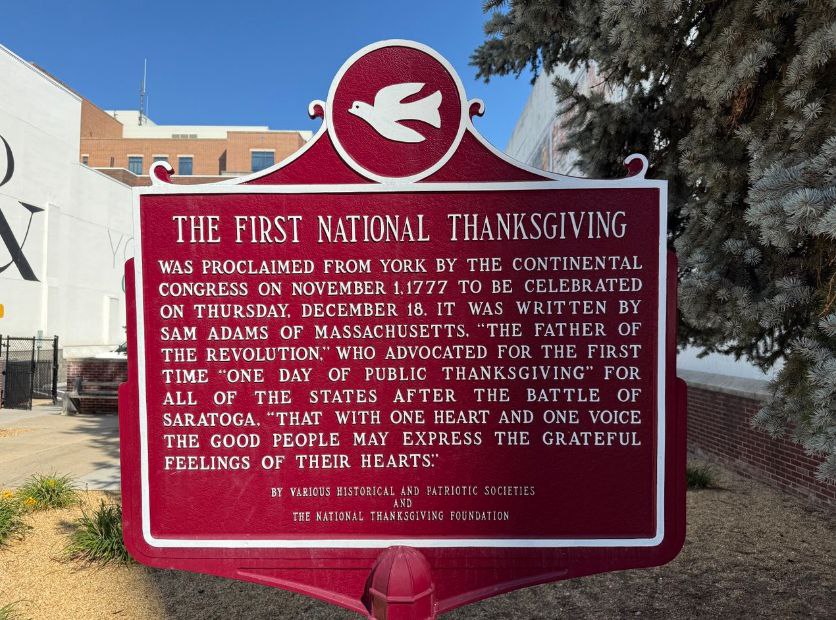 THE FIRST NATIONAL THANKSGIVING
WAS PROCLAIMED FROM YORK BY THE CONTINENTAL
CONGRESS ON NOVEMBER 1, 1777 TO BE CELEBRATED
ON THURSDAY, DECEMBER 18. IT WAS WRITTEN BY
SAM ADAMS OF MASSACHUSETTS, "THE FATHER OF
THE REVOLUTION," WHO ADVOCATED FOR THE FIRST
TIME "ONE DAY OF PUBLIC THANKSGIVING" FOR
ALL OF THE STATES AFTER THE BATTLE OF
SARATOGA, "THAT WITH ONE HEART AND ONE VOICE
THE GOOD PEOPLE MAY EXPRESS THE GRATEFUL
FEELINGS OF THEIR HEARTS."
BY VARIOUS HISTORICAL AND PATRIOTIC SOCIETIES
AND
THE NATIONAL THANKSGIVING FOUNDATION